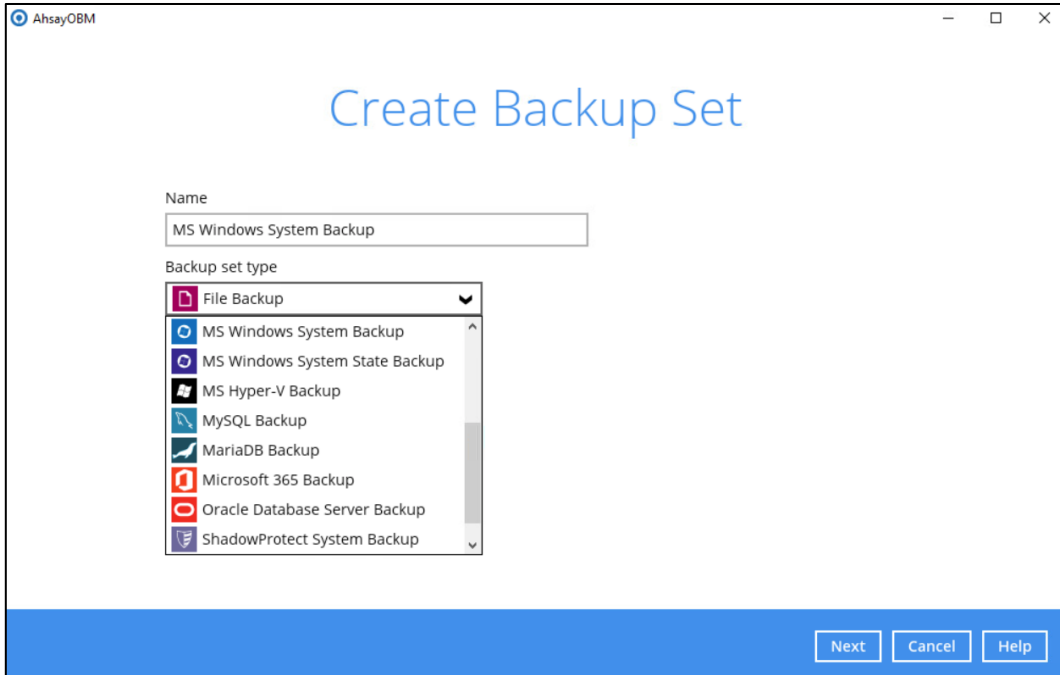 AhsayOBM
Create Backup Set
Name
MS Windows System Backup
Backup set type
File Backup
MS Windows System Backup
MS Windows System State Backup
MS Hyper-V Backup
MySQL Backup
MariaDB Backup
Microsoft 365 Backup
Oracle Database Server Backup
ShadowProtect System Backup
Next Cancel Help